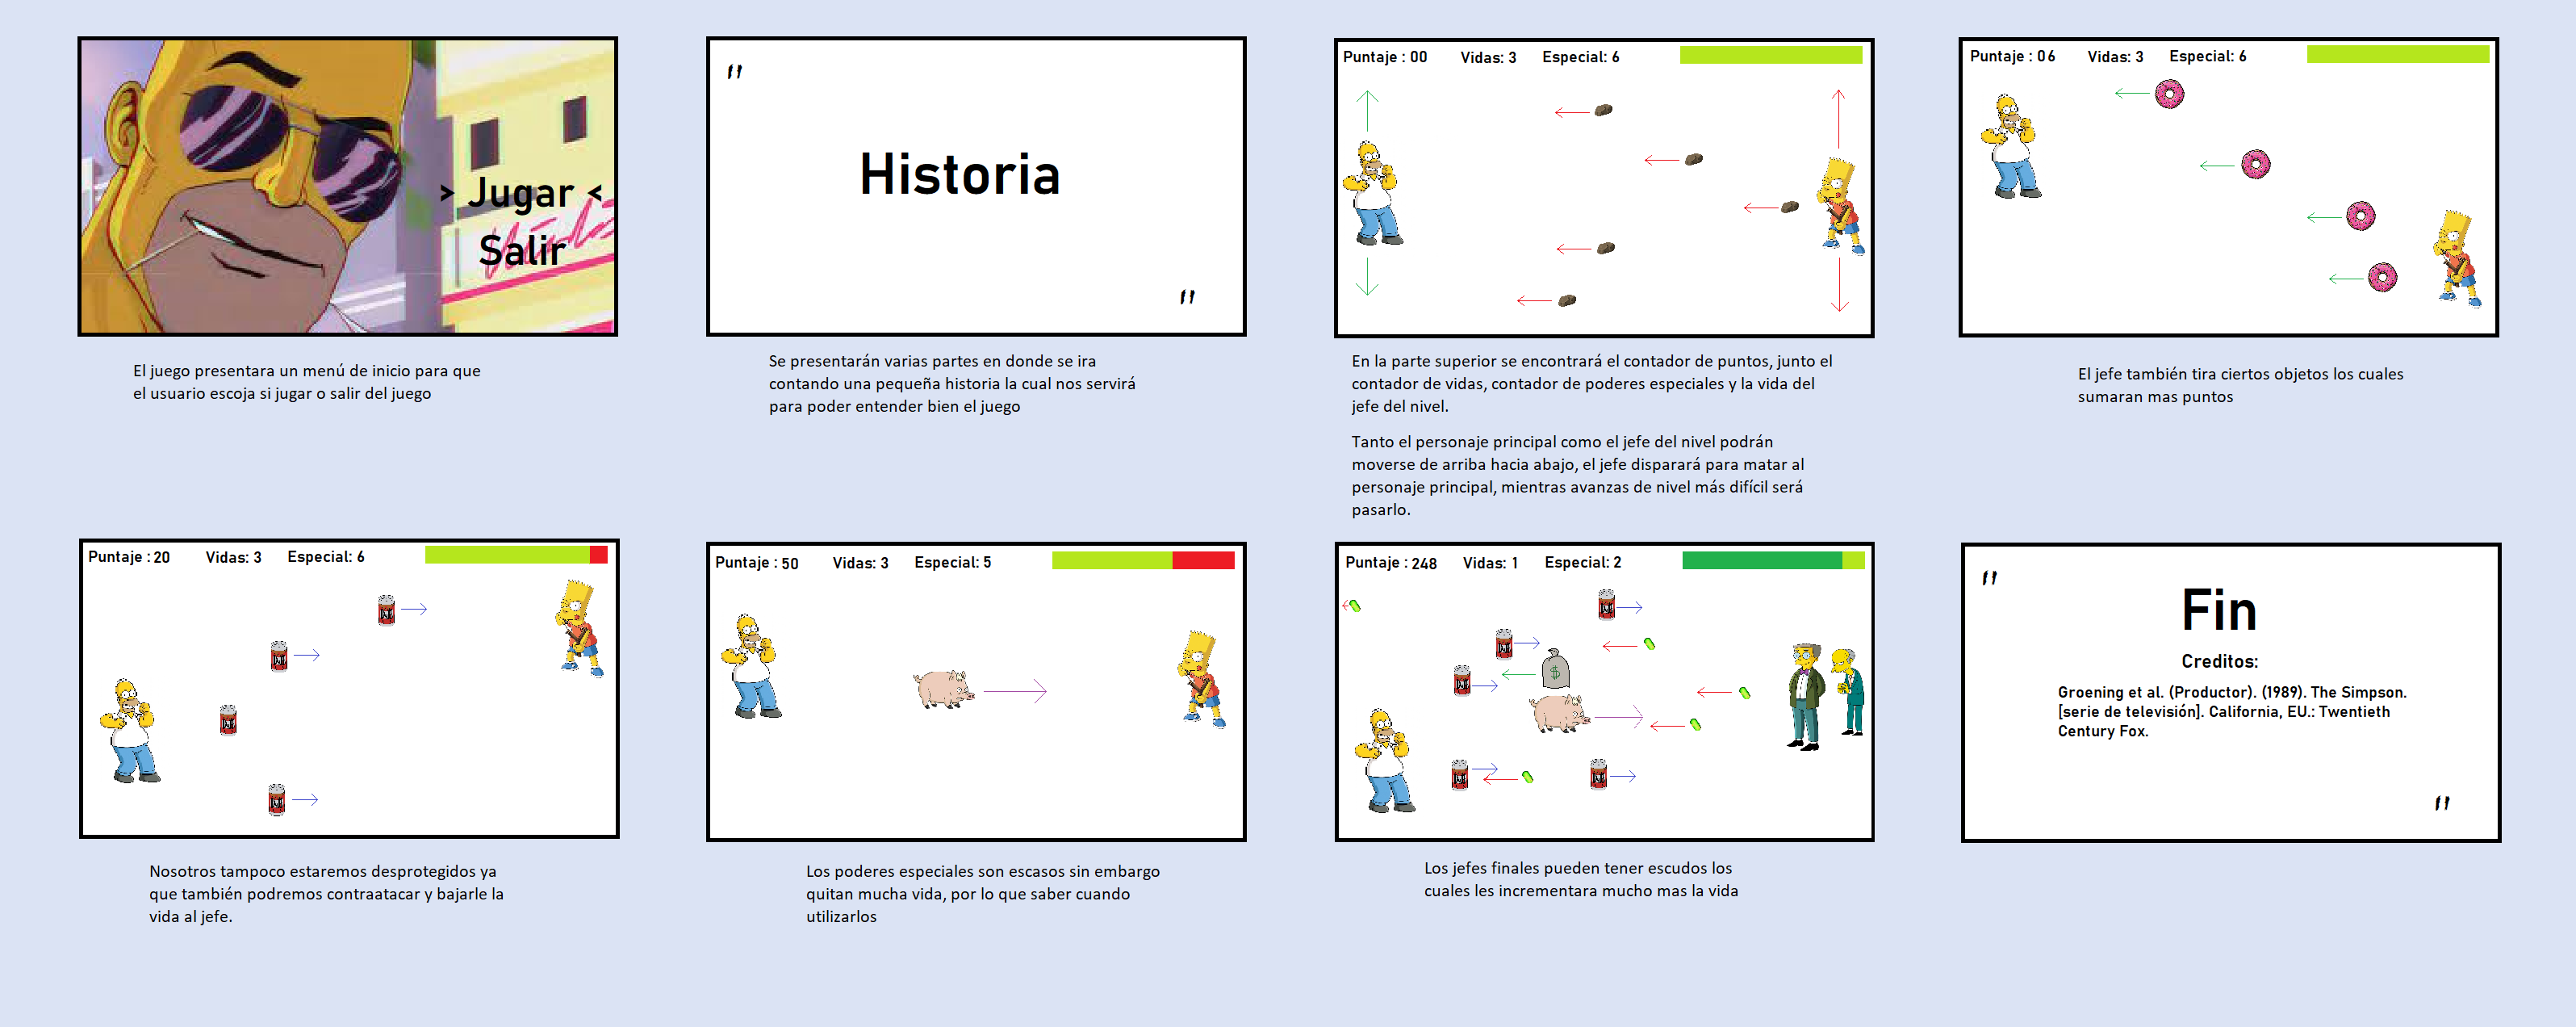 > Jugar <
Salir
El juego presentara un menú de inicio para que
el usuario escoja si jugar o salir del juego
"
Historia
"
Se presentarán varias partes en donde se ira
contando una pequeña historia la cual nos servirá
para poder entender bien el juego
Puntaje : 00 Vidas: 3 Especial: 6
En la parte superior se encontrará el contador de puntos, junto el
contador de vidas, contador de poderes especiales y la vida del
jefe del nivel.
Tanto el personaje principal como el jefe del nivel podrán
moverse de arriba hacia abajo, el jefe disparará para matar al
personaje principal, mientras avanzas de nivel más difícil será
pasarlo.
Puntaje : 06 Vidas: 3 Especial: 6
El jefe también tira ciertos objetos los cuales
sumaran mas puntos
Puntaje : 20 Vidas: 3 Especial: 6
Nosotros tampoco estaremos desprotegidos ya
que también podremos contraatacar y bajarle la
vida al jefe.
Puntaje : 50 Vidas: 3 Especial: 5
Los poderes especiales son escasos sin embargo
quitan mucha vida, por lo que saber cuando
utilizarlos
Puntaje : 248 Vidas: 1 Especial: 2
$
Los jefes finales pueden tener escudos los
cuales les incrementara mucho mas la vida
"
Fin
Creditos:
Groening et al. (Productor). (1989). The Simpson.
[serie de televisión]. California, EU.: Twentieth
Century Fox.
"